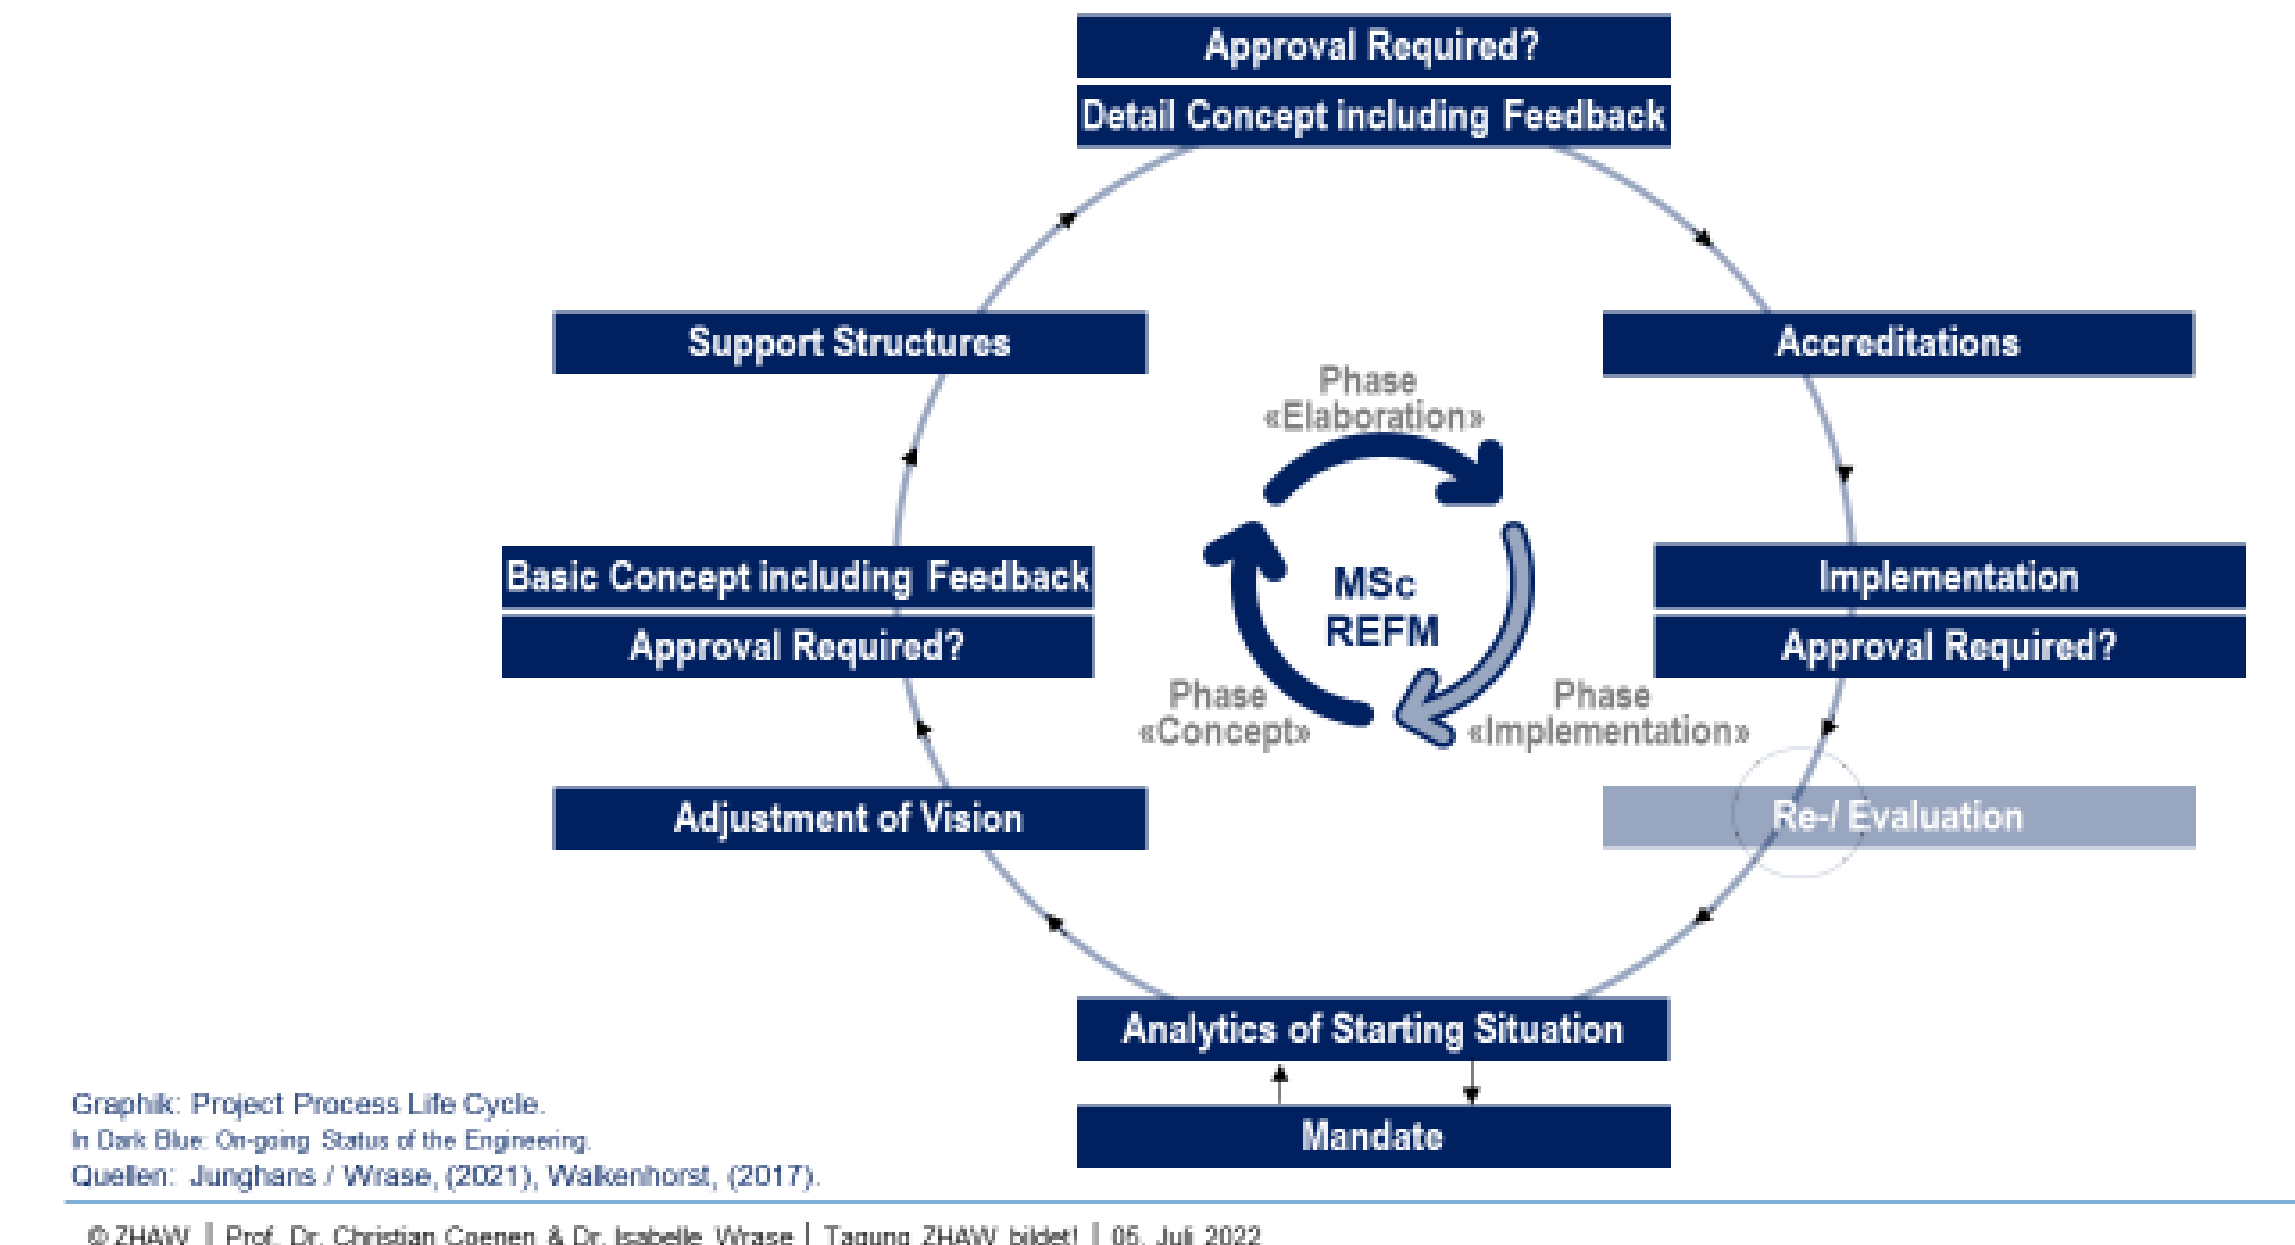 Approval Required?
Detail Concept including Feedback
Support Structures
Accreditations
Phase
«Elaboration»
Basic Concept including Feedback
Approval Required?
MSc
REFM
Implementation
Approval Required?
Phase
«Concept»
Phase
«Implementation»
Adjustment of Vision
Re-/ Evaluation
Analytics of Starting Situation
Mandate
Graphik: Project Process Life Cycle.
In Dark Blue: On-going Status of the Engineering.
Quellen: Junghans / Wrase, (2021), Walkenhorst, (2017).
© ZHAW | Prof. Dr. Christian Coenen & Dr. Isabelle Wrase | Tagung ZHAW bildet! | 05. Juli 2022